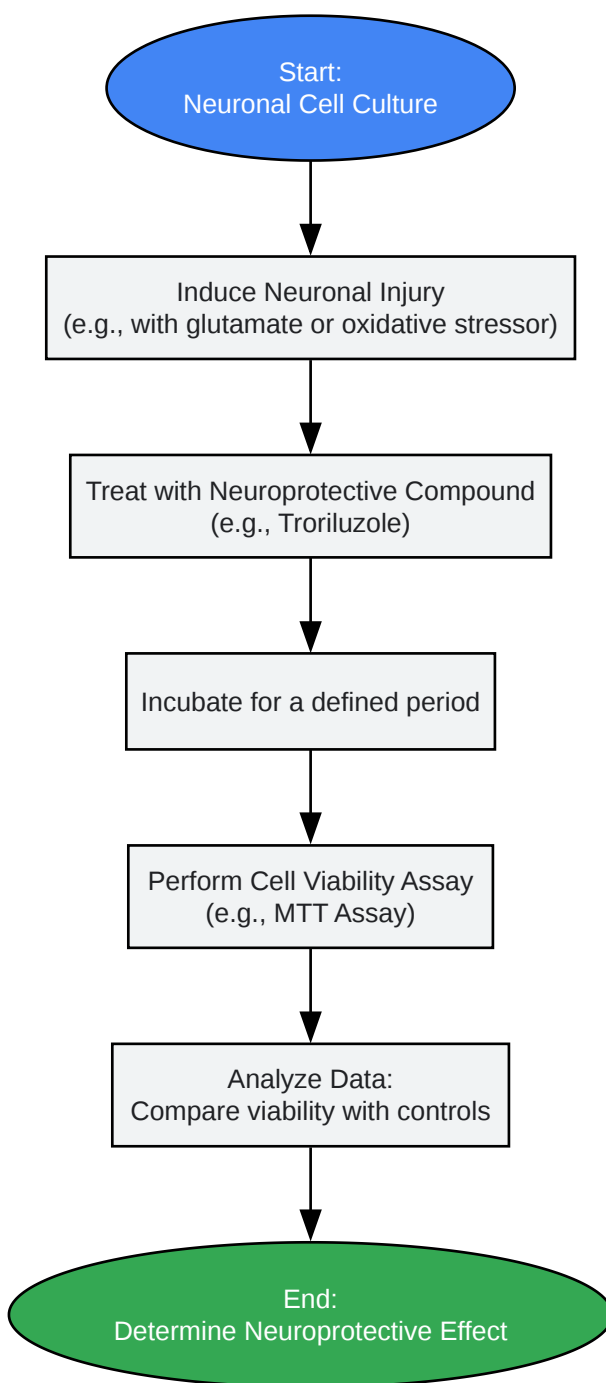 Start:
Neuronal Cell Culture
Induce Neuronal Injury
(e.g., with glutamate or oxidative stressor)
Treat with Neuroprotective Compound
(e.g., Troriluzole)
Incubate for a defined period
Perform Cell Viability Assay
(e.g., MTT Assay)
Analyze Data:
Compare viability with controls
End:
Determine Neuroprotective Effect